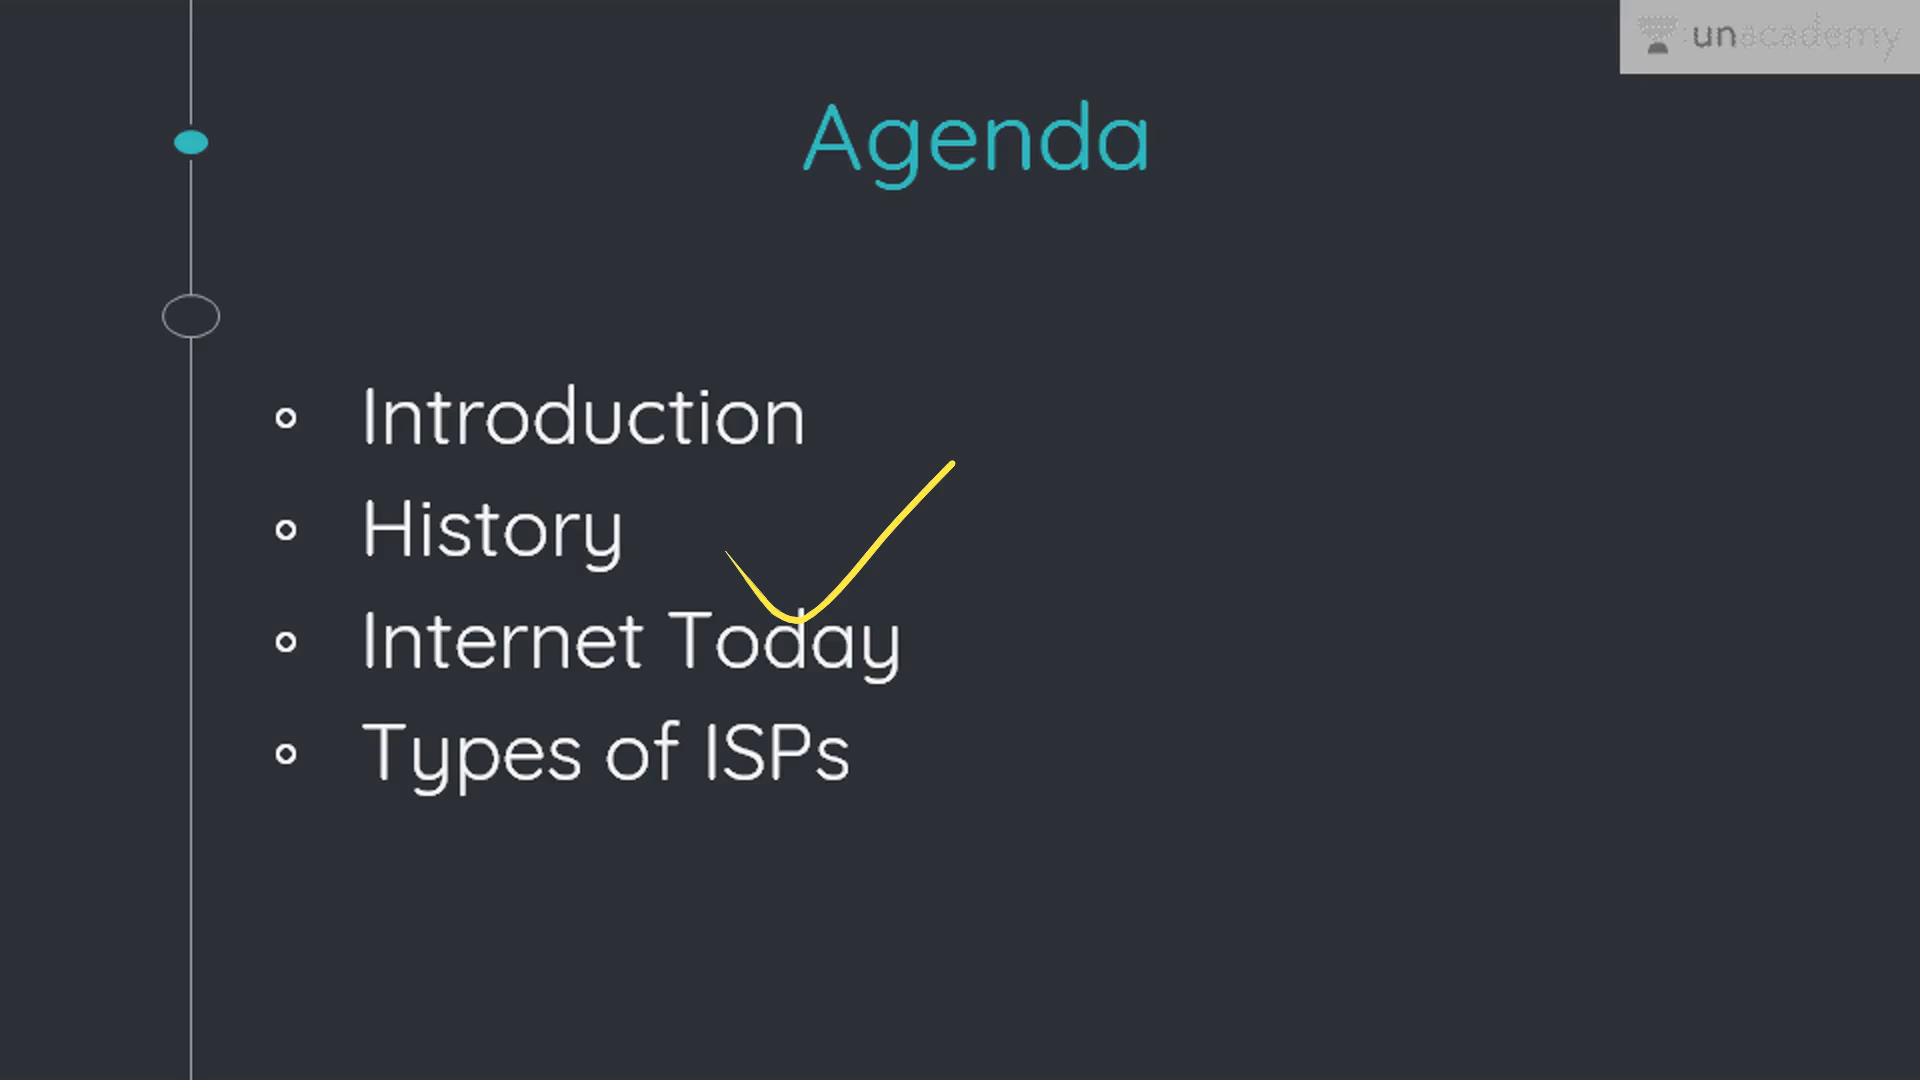 unacademy
Agenda
Introduction
History
Internet Today
Types of ISPs